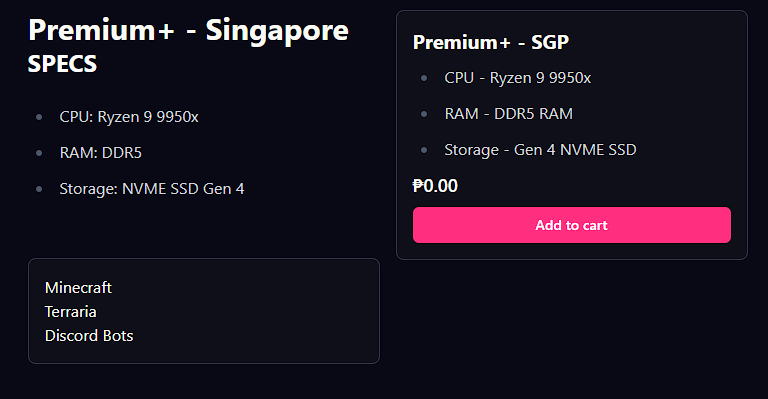 Premium+ - Singapore
SPECS
CPU: Ryzen 9 9950x
RAM: DDR5
Storage: NVME SSD Gen 4
Minecraft
Terraria
Discord Bots
Premium+ - SGP
CPU - Ryzen 9 9950x
RAM - DDR5 RAM
Storage - Gen 4 NVME SSD
₱0.00
Add to cart